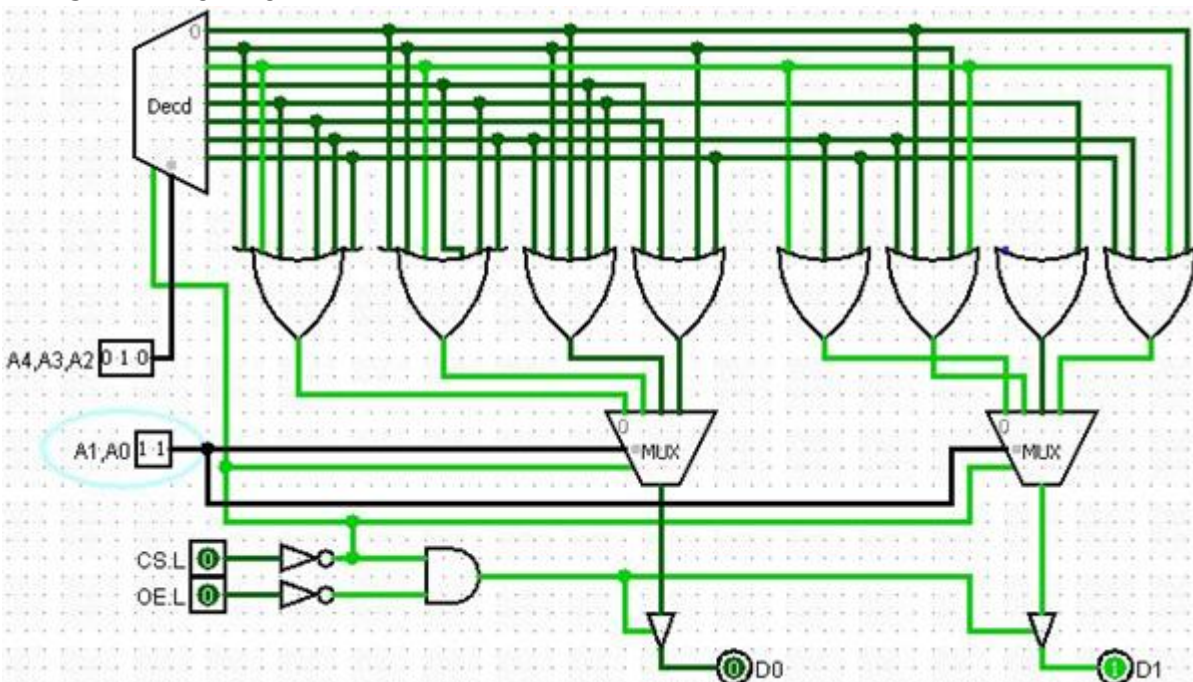 0
Decd
A4,A3,A2 0 1 0
A1,A0 1 1
0
MUX
0
MUX
CS.L 0
OE.L 0
0 D0
1 D1